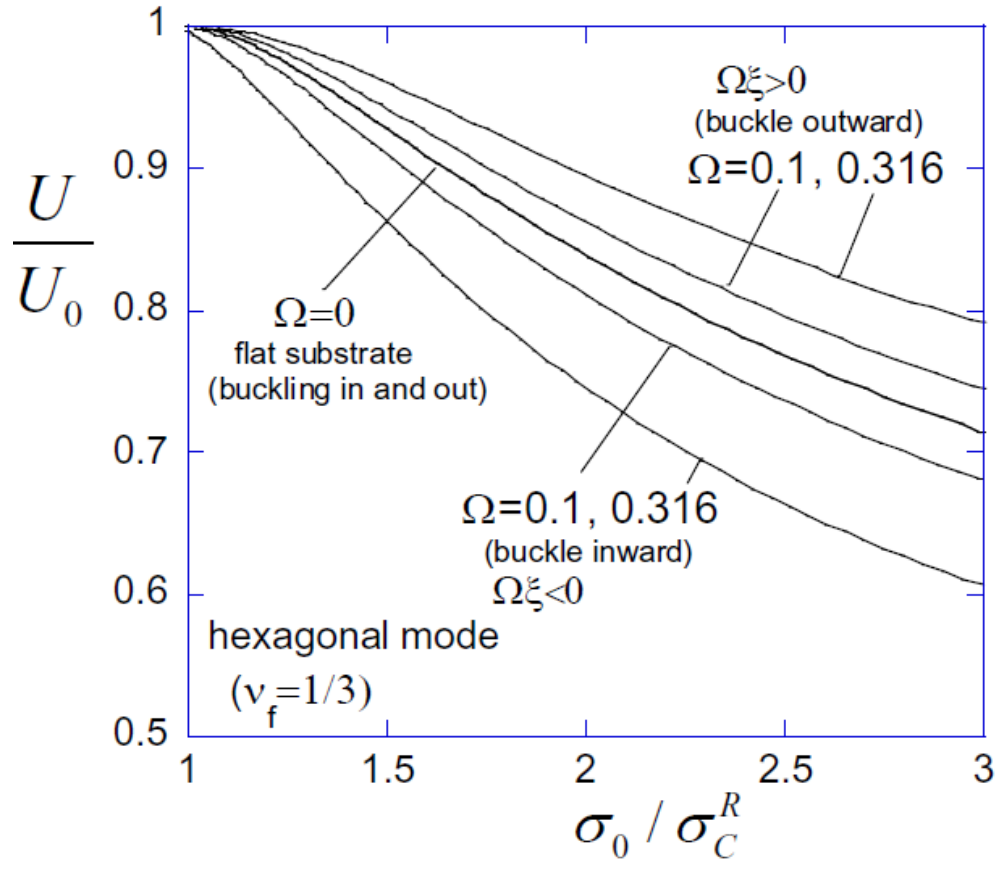 1
0.9
0.8
0.7
0.6
0.5
U
U₀
Ωξ>0
(buckle outward)
Ω=0.1, 0.316
Ω=0
flat substrate
(buckling in and out)
Ω=0.1, 0.316
(buckle inward)
Ωξ<0
hexagonal mode
(ν_f=1/3)
1 1.5 2 2.5 3
σ₀ / σ_C^R